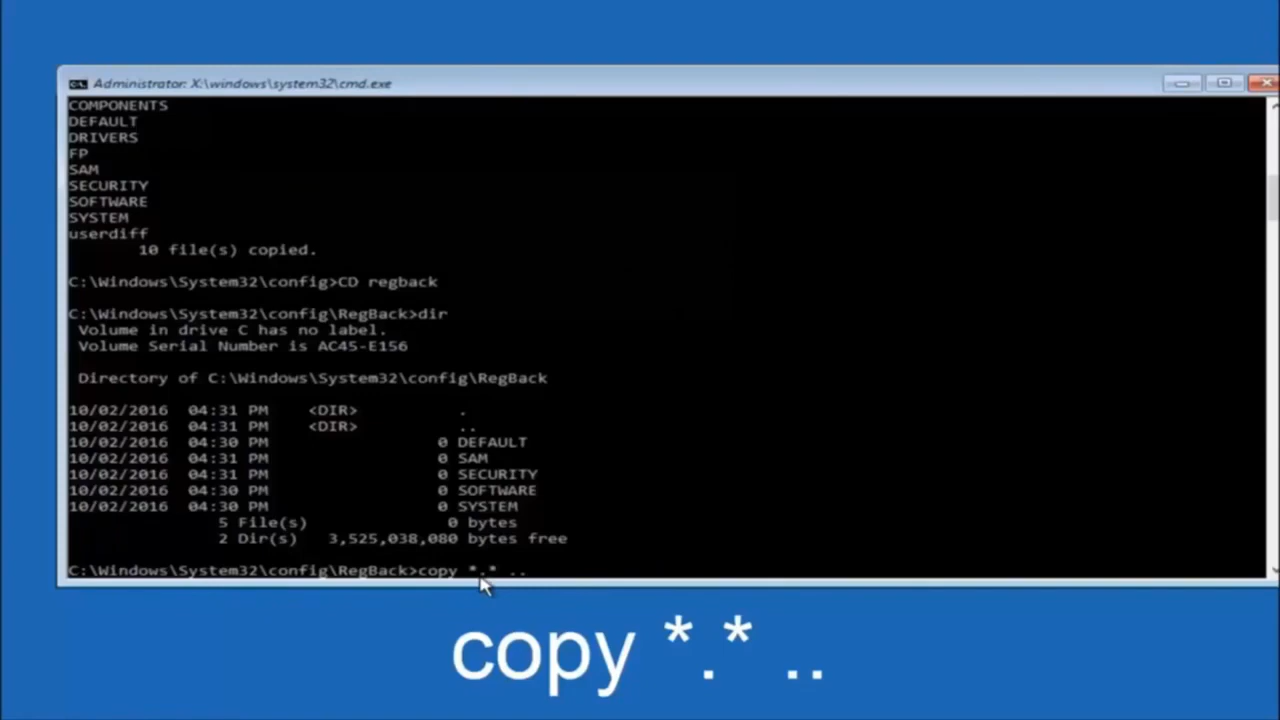 Administrator: X:\windows\system32\cmd.exe
COMPONENTS
DEFAULT
DRIVERS
FP
SAM
SECURITY
SOFTWARE
SYSTEM
userdiff
10 file(s) copied.
C:\Windows\System32\config>CD regback
C:\Windows\System32\config\RegBack>dir
Volume in drive C has no label.
Volume Serial Number is AC45-E156
Directory of C:\Windows\System32\config\RegBack
10/02/2016 04:31 PM <DIR> .
10/02/2016 04:31 PM <DIR> ..
10/02/2016 04:30 PM 0 DEFAULT
10/02/2016 04:31 PM 0 SAM
10/02/2016 04:31 PM 0 SECURITY
10/02/2016 04:30 PM 0 SOFTWARE
10/02/2016 04:30 PM 0 SYSTEM
5 File(s) 0 bytes
2 Dir(s) 3,525,038,080 bytes free
C:\Windows\System32\config\RegBack>copy *.* ..
copy *.* ..